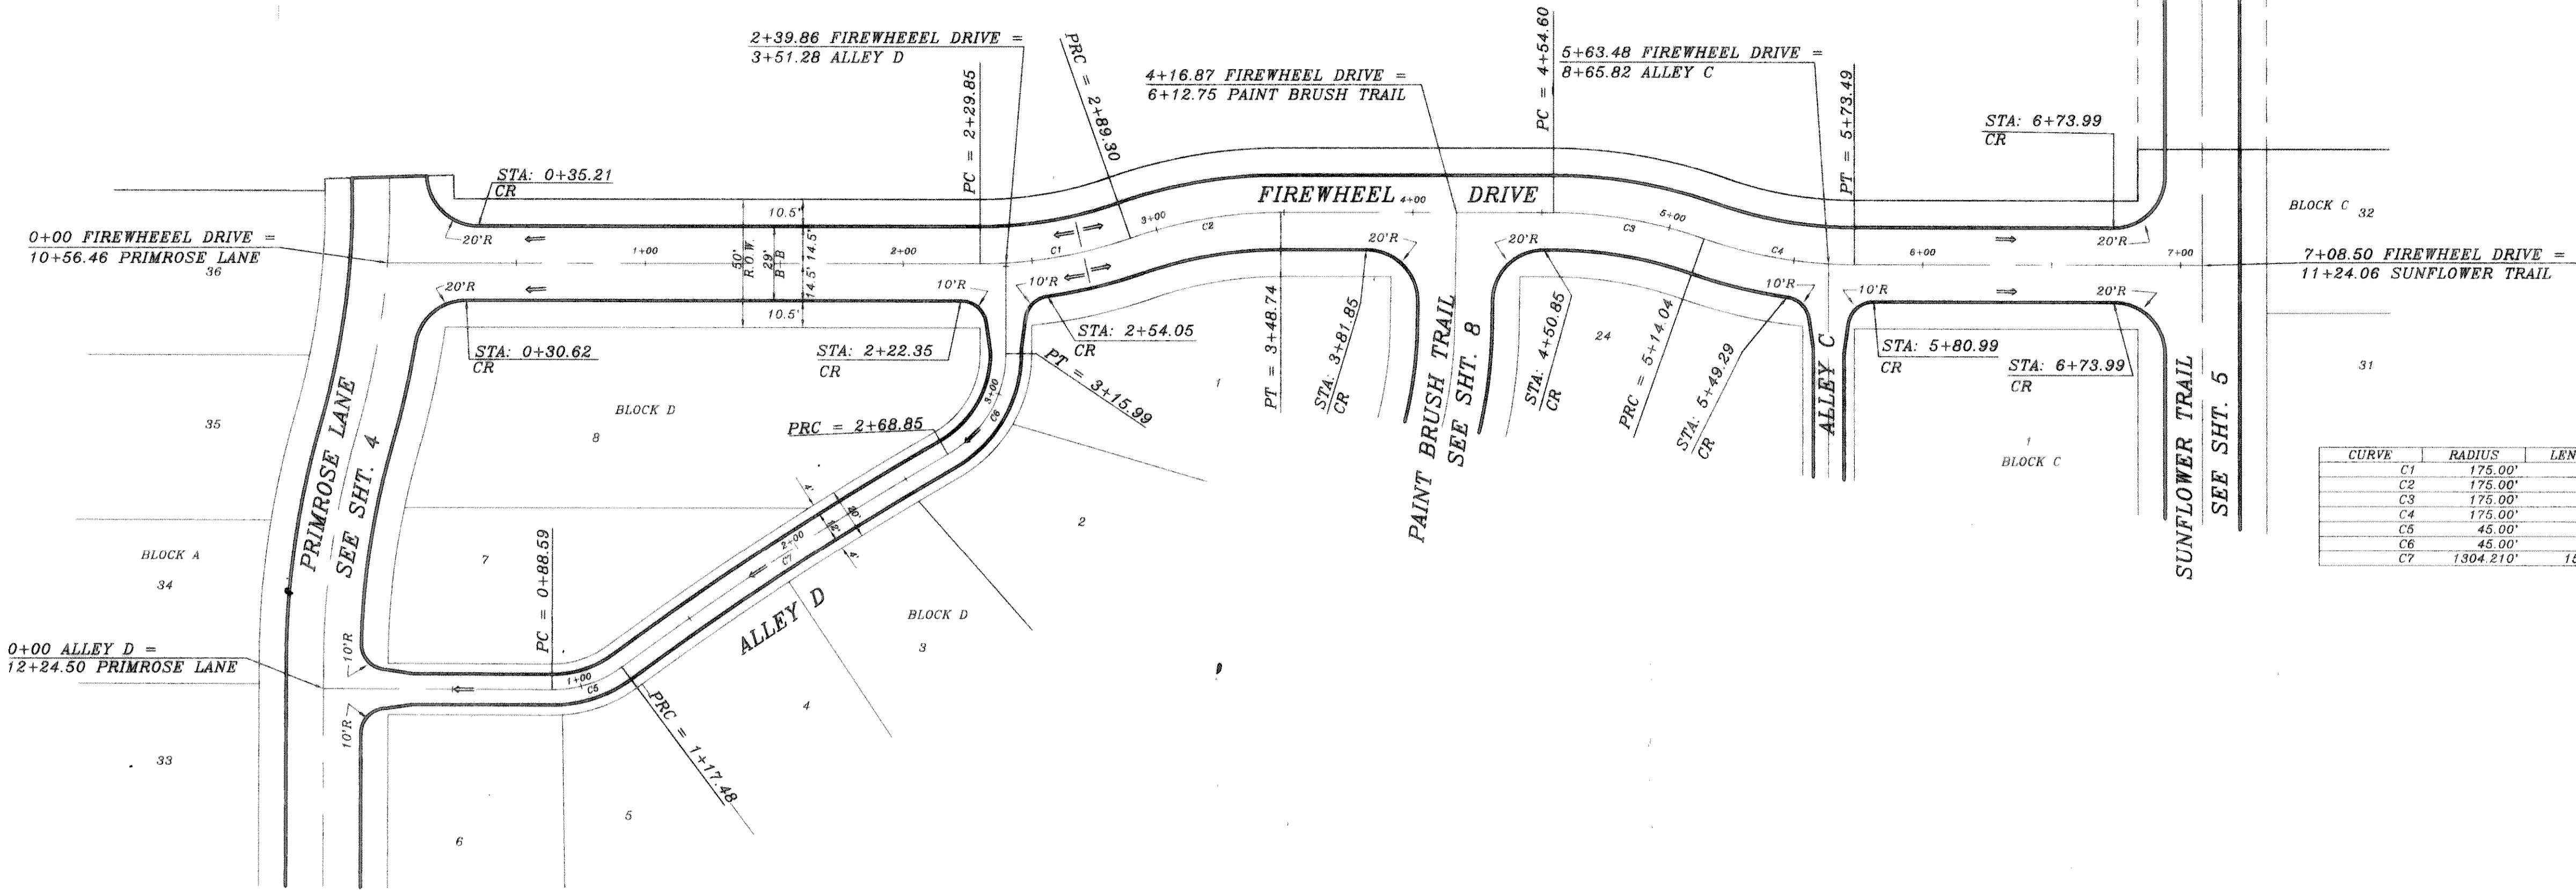 2+39.86 FIREWHEEEL DRIVE =
3+51.28 ALLEY D
PC = 2+29.85
PRC = 2+89.30
4+16.87 FIREWHEEL DRIVE =
6+12.75 PAINT BRUSH TRAIL
PC = 4+54.60
5+63.48 FIREWHEEL DRIVE =
8+65.82 ALLEY C
PT = 5+73.49
STA: 6+73.99
CR
STA: 0+35.21
CR
20'R
0+00 FIREWHEEEL DRIVE =
10+56.46 PRIMROSE LANE
36
1+00
2+00
50'
R.O.W.
29'
B-B
10.5'
14.5'
14.5'
10.5'
C1
3+00
C2
FIREWHEEL 4+00 DRIVE
5+00
C3
C4
6+00
7+00
20'R
BLOCK C
32
7+08.50 FIREWHEEL DRIVE =
11+24.06 SUNFLOWER TRAIL
20'R
10'R
10'R
20'R
20'R
10'R
10'R
20'R
STA: 0+30.62
CR
STA: 2+22.35
CR
STA: 2+54.05
CR
PT = 3+15.99
PT = 3+48.74
STA: 3+81.85
CR
PAINT BRUSH TRAIL
SEE SHT. 8
STA: 4+50.85
CR
24
PRC = 5+14.04
STA: 5+49.29
CR
ALLEY C
STA: 5+80.99
CR
STA: 6+73.99
CR
SUNFLOWER TRAIL
SEE SHT. 5
31
1
BLOCK C
1
2
3+00
C6
PRC = 2+68.85
BLOCK D
8
35
PRIMROSE LANE
SEE SHT. 4
4'
20'
12'
4'
2+00
C7
ALLEY D
BLOCK D
3
7
BLOCK A
34
PC = 0+88.59
0+00 ALLEY D =
12+24.50 PRIMROSE LANE
10'R
10'R
1+00
C5
PRC = 1+17.48
4
5
6
33
CURVE RADIUS LEN
C1 175.00'
C2 175.00'
C3 175.00'
C4 175.00'
C5 45.00'
C6 45.00'
C7 1304.210' 15